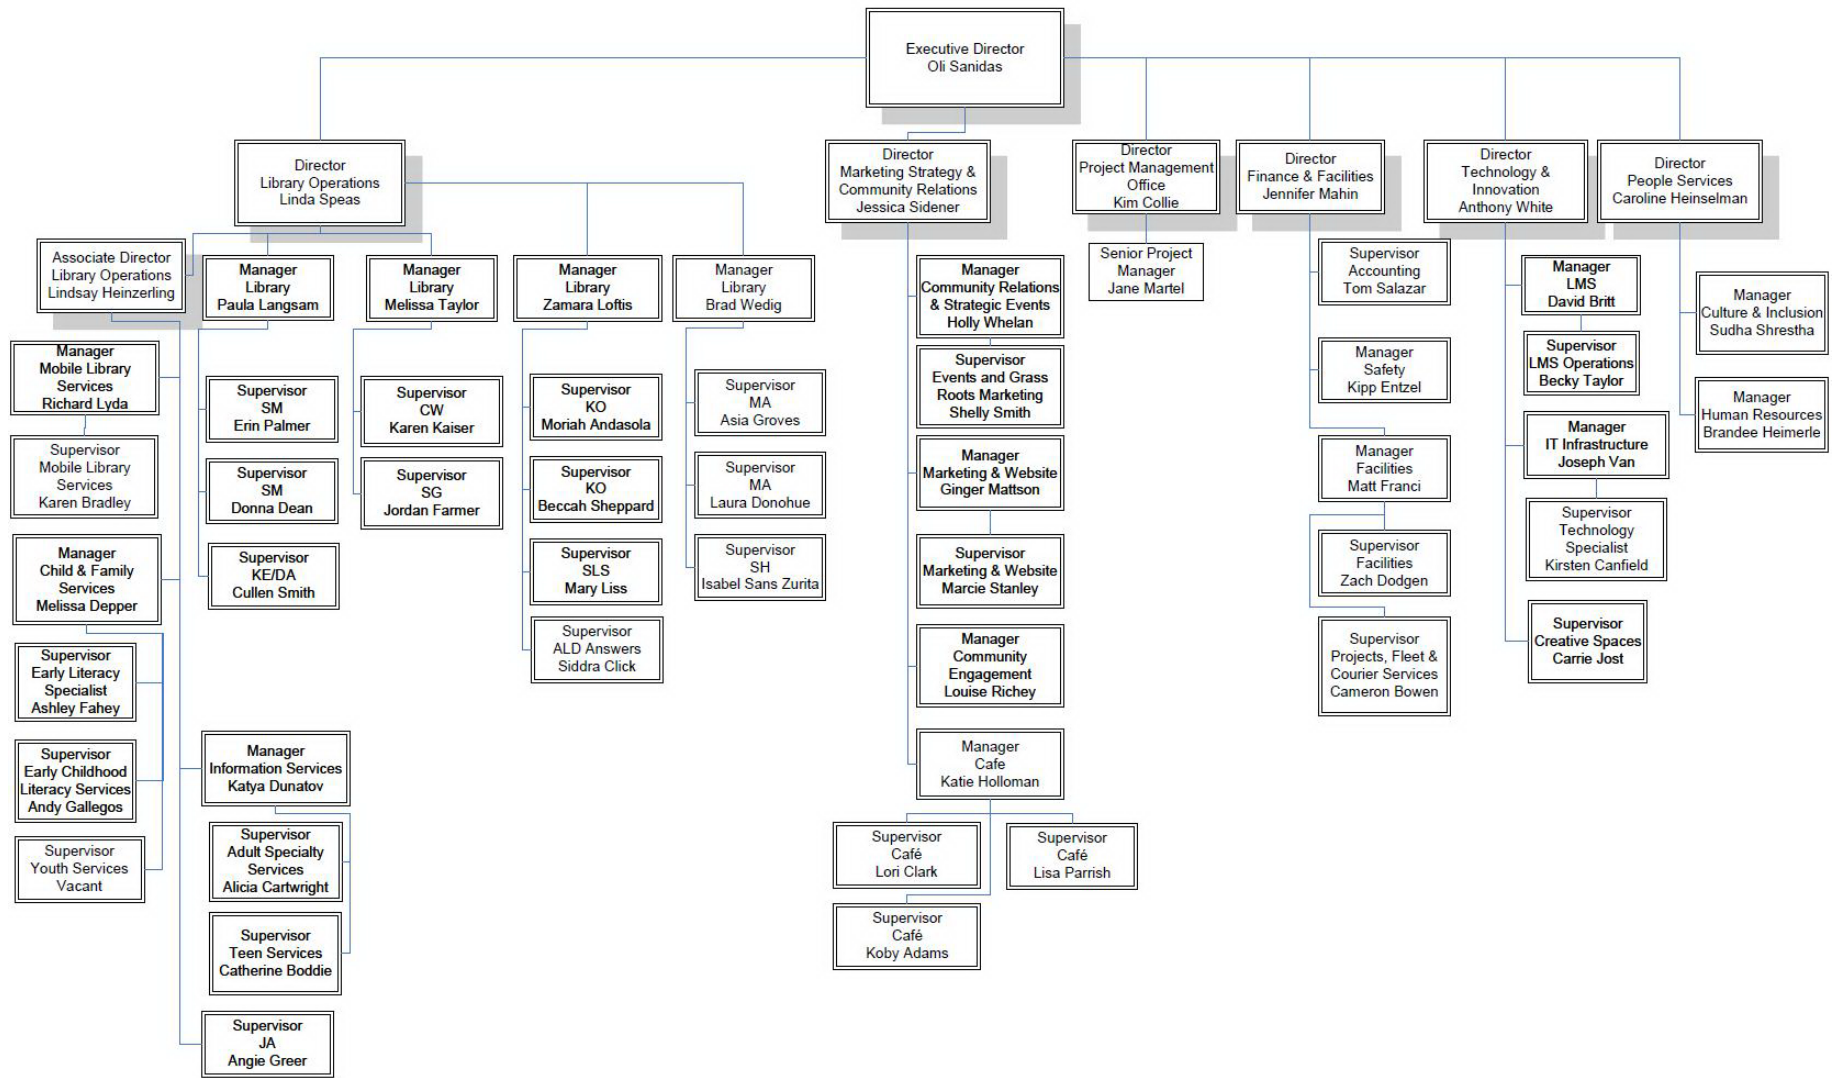 Executive Director
Oli Sanidas
Director
Library Operations
Linda Speas
Director
Marketing Strategy &
Community Relations
Jessica Sidener
Director
Project Management
Office
Kim Collie
Director
Finance & Facilities
Jennifer Mahin
Director
Technology &
Innovation
Anthony White
Director
People Services
Caroline Heinselman
Associate Director
Library Operations
Lindsay Heinzerling
Manager
Library
Paula Langsam
Manager
Library
Melissa Taylor
Manager
Library
Zamara Loftis
Manager
Library
Brad Wedig
Manager
Mobile Library
Services
Richard Lyda
Supervisor
Mobile Library
Services
Karen Bradley
Manager
Child & Family
Services
Melissa Depper
Supervisor
Early Literacy
Specialist
Ashley Fahey
Supervisor
Early Childhood
Literacy Services
Andy Gallegos
Supervisor
Youth Services
Vacant
Supervisor
SM
Erin Palmer
Supervisor
SM
Donna Dean
Supervisor
KE/DA
Cullen Smith
Manager
Information Services
Katya Dunatov
Supervisor
Adult Specialty
Services
Alicia Cartwright
Supervisor
Teen Services
Catherine Boddie
Supervisor
JA
Angie Greer
Supervisor
CW
Karen Kaiser
Supervisor
SG
Jordan Farmer
Supervisor
KO
Moriah Andasola
Supervisor
KO
Beccah Sheppard
Supervisor
SLS
Mary Liss
Supervisor
ALD Answers
Siddra Click
Supervisor
MA
Asia Groves
Supervisor
MA
Laura Donohue
Supervisor
SH
Isabel Sans Zurita
Manager
Community Relations
& Strategic Events
Holly Whelan
Supervisor
Events and Grass
Roots Marketing
Shelly Smith
Manager
Marketing & Website
Ginger Mattson
Supervisor
Marketing & Website
Marcie Stanley
Manager
Community
Engagement
Louise Richey
Manager
Cafe
Katie Holloman
Supervisor
Café
Lori Clark
Supervisor
Café
Lisa Parrish
Supervisor
Café
Koby Adams
Senior Project
Manager
Jane Martel
Supervisor
Accounting
Tom Salazar
Manager
Safety
Kipp Entzel
Manager
Facilities
Matt Franci
Supervisor
Facilities
Zach Dodgen
Supervisor
Projects, Fleet &
Courier Services
Cameron Bowen
Manager
LMS
David Britt
Supervisor
LMS Operations
Becky Taylor
Manager
IT Infrastructure
Joseph Van
Supervisor
Technology
Specialist
Kirsten Canfield
Supervisor
Creative Spaces
Carrie Jost
Manager
Culture & Inclusion
Sudha Shrestha
Manager
Human Resources
Brandee Heimerle